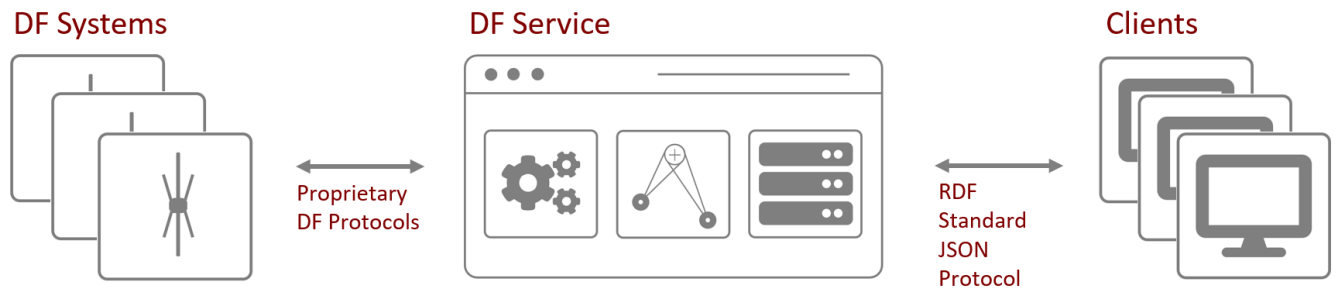 DF Systems
DF Service
Clients
Proprietary
DF Protocols
RDF
Standard
JSON
Protocol